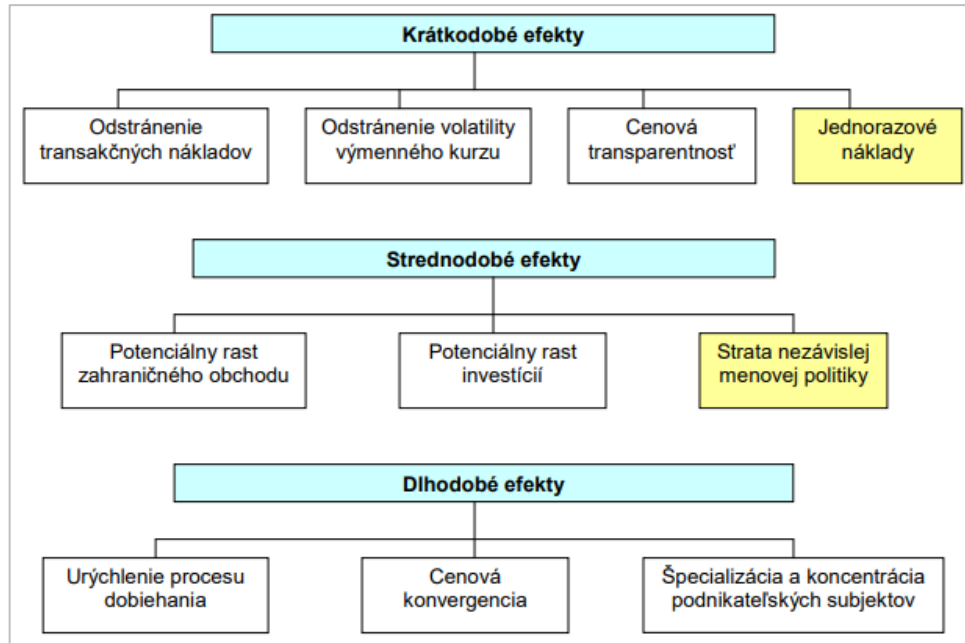 Krátkodobé efekty
Odstránenie
transakčných nákladov
Odstránenie volatility
výmenného kurzu
Cenová
transparentnosť
Jednorazové
náklady
Strednodobé efekty
Potenciálny rast
zahraničného obchodu
Potenciálny rast
investícií
Strata nezávislej
menovej politiky
Dlhodobé efekty
Urýchlenie procesu
dobiehania
Cenová
konvergencia
Špecializácia a koncentrácia
podnikateľských subjektov